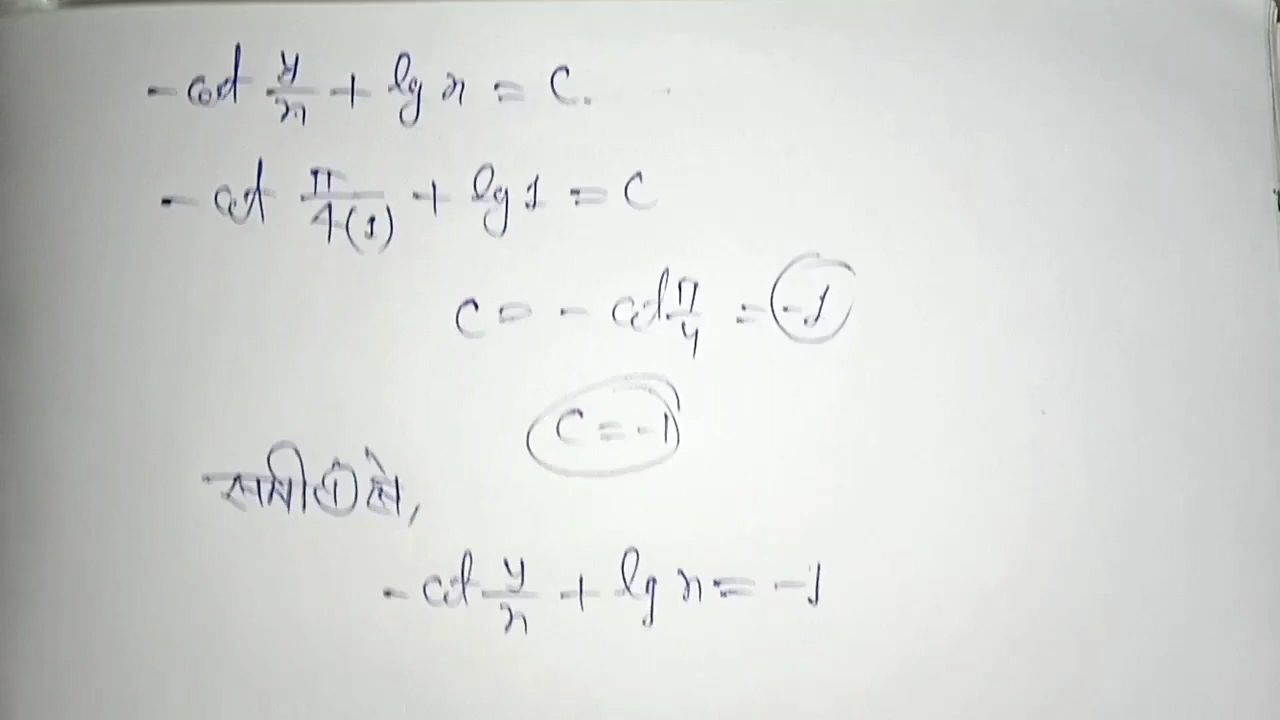 - cot y/x + log x = C.
- cot π/4(1) + log 1 = C
C = - cot π/4 = -1
C = -1
समी ① से,
- cot y/x + log x = -1